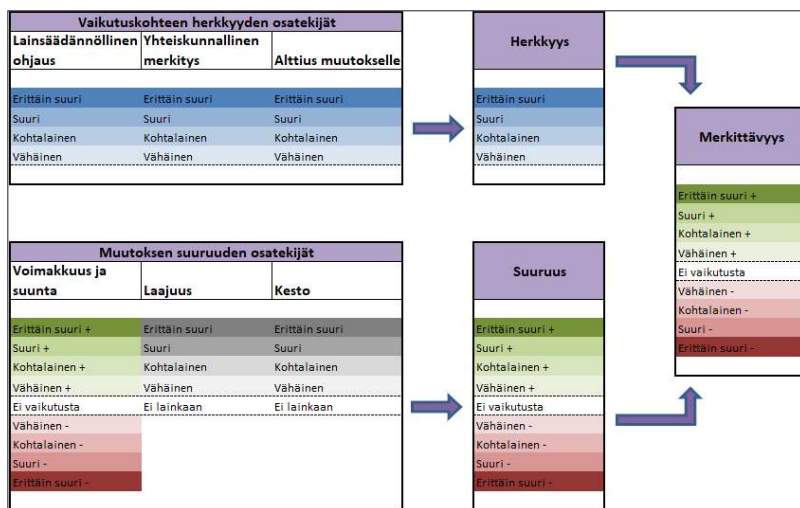 Vaikutuskohteen herkkyyden osatekijät
Lainsäädännöllinen ohjaus
Yhteiskunnallinen merkitys
Alttius muutokselle
Erittäin suuri Erittäin suuri Erittäin suuri
Suuri Suuri Suuri
Kohtalainen Kohtalainen Kohtalainen
Vähäinen Vähäinen Vähäinen
Herkkyys
Erittäin suuri
Suuri
Kohtalainen
Vähäinen
Muutoksen suuruuden osatekijät
Voimakkuus ja suunta
Laajuus
Kesto
Erittäin suuri + Erittäin suuri Erittäin suuri
Suuri + Suuri Suuri
Kohtalainen + Kohtalainen Kohtalainen
Vähäinen + Vähäinen Vähäinen
Ei vaikutusta Ei lainkaan Ei lainkaan
Vähäinen -
Kohtalainen -
Suuri -
Erittäin suuri -
Suuruus
Erittäin suuri +
Suuri +
Kohtalainen +
Vähäinen +
Ei vaikutusta
Vähäinen -
Kohtalainen -
Suuri -
Erittäin suuri -
Merkittävyys
Erittäin suuri +
Suuri +
Kohtalainen +
Vähäinen +
Ei vaikutusta
Vähäinen -
Kohtalainen -
Suuri -
Erittäin suuri -